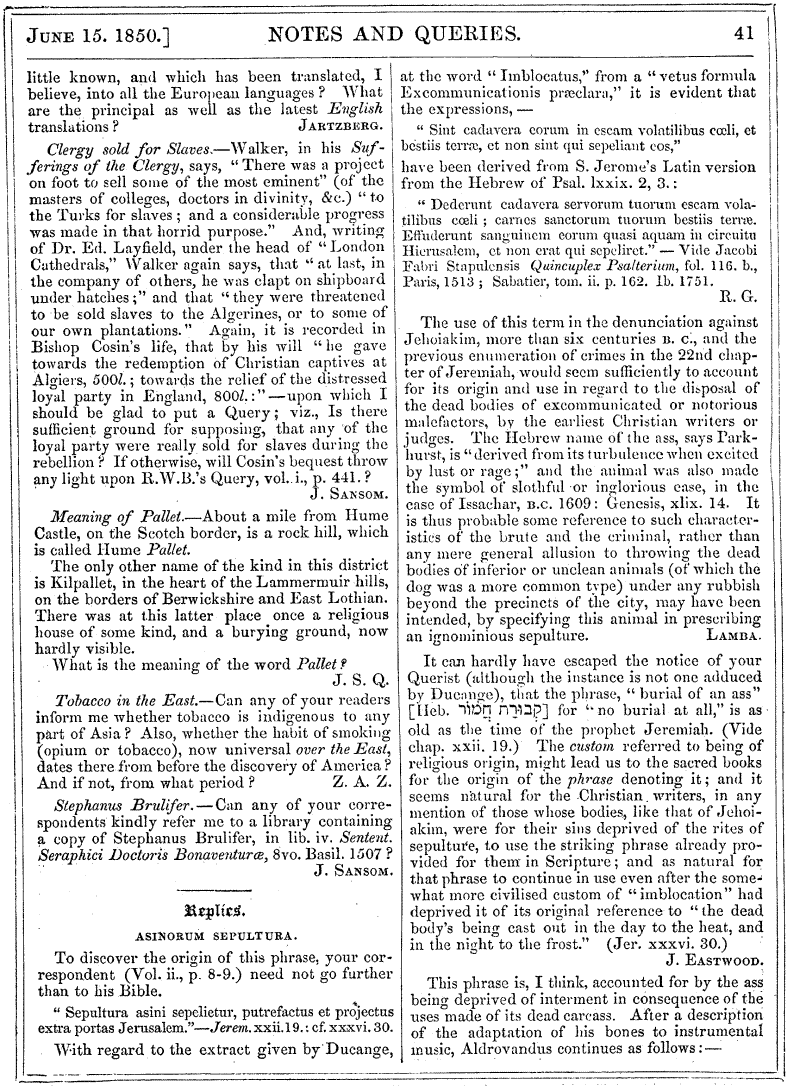 JUNE 15. 1850.] NOTES AND QUERIES. 41
little known, and which has been translated, I
believe, into all the European languages? What
are the principal as well as the latest English
translations? JARTZBERG.
Clergy sold for Slaves.—Walker, in his Suf-
ferings of the Clergy, says, "There was a project
on foot to sell some of the most eminent" (of the
masters of colleges, doctors in divinity, &c.) "to
the Turks for slaves; and a considerable progress
was made in that horrid purpose." And, writing
of Dr. Ed. Layfield, under the head of "London
Cathedrals," Walker again says, that "at last, in
the company of others, he was clapt on shipboard
under hatches;" and that "they were threatened
to be sold slaves to the Algerines, or to some of
our own plantations." Again, it is recorded in
Bishop Cosin's life, that by his will "he gave
towards the redemption of Christian captives at
Algiers, 500l.; towards the relief of the distressed
loyal party in England, 800l.:"—upon which I
should be glad to put a Query; viz., Is there
sufficient ground for supposing, that any of the
loyal party were really sold for slaves during the
rebellion? If otherwise, will Cosin's bequest throw
any light upon R.W.B.'s Query, vol. i., p. 441.?
J. SANSOM.
Meaning of Pallet.—About a mile from Hume
Castle, on the Scotch border, is a rock hill, which
is called Hume Pallet.
The only other name of the kind in this district
is Kilpallet, in the heart of the Lammermuir hills,
on the borders of Berwickshire and East Lothian.
There was at this latter place once a religious
house of some kind, and a burying ground, now
hardly visible.
What is the meaning of the word Pallet?
J. S. Q.
Tobacco in the East.—Can any of your readers
inform me whether tobacco is indigenous to any
part of Asia? Also, whether the habit of smoking
(opium or tobacco), now universal over the East,
dates there from before the discovery of America?
And if not, from what period? Z. A. Z.
Stephanus Brulifer.—Can any of your corre-
spondents kindly refer me to a library containing
a copy of Stephanus Brulifer, in lib. iv. Sentent.
Seraphici Doctoris Bonaventuræ, 8vo. Basil. 1507?
J. SANSOM.
Replies.
ASINORUM SEPULTURA.
To discover the origin of this phrase, your cor-
respondent (Vol. ii., p. 8-9.) need not go further
than to his Bible.
"Sepultura asini sepelietur, putrefactus et projectus
extra portas Jerusalem."—Jerem. xxii. 19.: cf. xxxvi. 30.
With regard to the extract given by Ducange,
at the word "Imblocatus," from a "vetus formula
Excommunicationis præclara," it is evident that
the expressions,—
"Sint cadavera eorum in escam volatilibus cœli, et
bestiis terræ, et non sint qui sepeliant eos,"
have been derived from S. Jerome's Latin version
from the Hebrew of Psal. lxxix. 2, 3.:
"Dederunt cadavera servorum tuorum escam vola-
tilibus cœli; carnes sanctorum tuorum bestiis terræ.
Effuderunt sanguinem eorum quasi aquam in circuitu
Hierusalem, et non erat qui sepeliret."—Vide Jacobi
Fabri Stapulensis Quincuplex Psalterium, fol. 116. b.,
Paris, 1513; Sabatier, tom. ii. p. 162. Ib. 1751.
R. G.
The use of this term in the denunciation against
Jehoiakim, more than six centuries B. C., and the
previous enumeration of crimes in the 22nd chap-
ter of Jeremiah, would seem sufficiently to account
for its origin and use in regard to the disposal of
the dead bodies of excommunicated or notorious
malefactors, by the earliest Christian writers or
judges. The Hebrew name of the ass, says Park-
hurst, is "derived from its turbulence when excited
by lust or rage;" and the animal was also made
the symbol of slothful or inglorious ease, in the
case of Issachar, B.C. 1609: Genesis, xlix. 14. It
is thus probable some reference to such character-
istics of the brute and the criminal, rather than
any mere general allusion to throwing the dead
bodies of inferior or unclean animals (of which the
dog was a more common type) under any rubbish
beyond the precincts of the city, may have been
intended, by specifying this animal in prescribing
an ignominious sepulture. LAMBA.
It can hardly have escaped the notice of your
Querist (although the instance is not one adduced
by Ducange), that the phrase, "burial of an ass"
[Heb. קבורת חמור] for "no burial at all," is as
old as the time of the prophet Jeremiah. (Vide
chap. xxii. 19.) The custom referred to being of
religious origin, might lead us to the sacred books
for the origin of the phrase denoting it; and it
seems natural for the Christian writers, in any
mention of those whose bodies, like that of Jehoi-
akim, were for their sins deprived of the rites of
sepulture, to use the striking phrase already pro-
vided for them in Scripture; and as natural for
that phrase to continue in use even after the some-
what more civilised custom of "imblocation" had
deprived it of its original reference to "the dead
body's being cast out in the day to the heat, and
in the night to the frost." (Jer. xxxvi. 30.)
J. EASTWOOD.
This phrase is, I think, accounted for by the ass
being deprived of interment in consequence of the
uses made of its dead carcass. After a description
of the adaptation of his bones to instrumental
music, Aldrovandus continues as follows:—